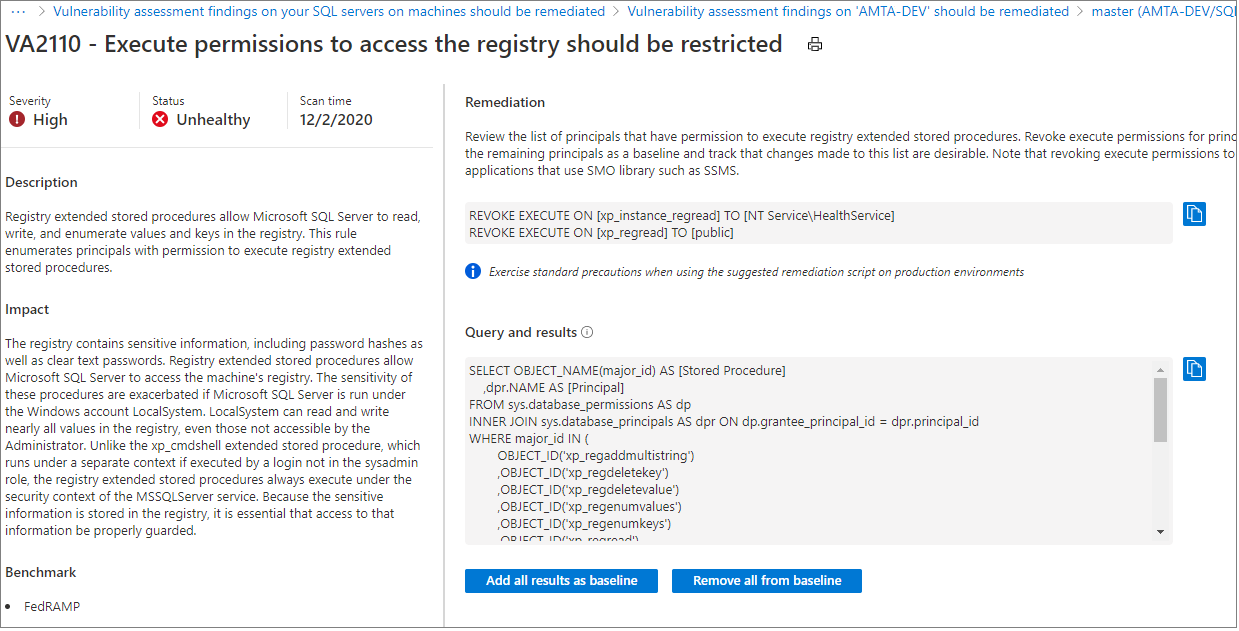 ··· > Vulnerability assessment findings on your SQL servers on machines should be remediated > Vulnerability assessment findings on 'AMTA-DEV' should be remediated > master (AMTA-DEV/SQ
VA2110 - Execute permissions to access the registry should be restricted
Severity
High
Status
Unhealthy
Scan time
12/2/2020
Description
Registry extended stored procedures allow Microsoft SQL Server to read,
write, and enumerate values and keys in the registry. This rule
enumerates principals with permission to execute registry extended
stored procedures.
Impact
The registry contains sensitive information, including password hashes as
well as clear text passwords. Registry extended stored procedures allow
Microsoft SQL Server to access the machine's registry. The sensitivity of
these procedures are exacerbated if Microsoft SQL Server is run under
the Windows account LocalSystem. LocalSystem can read and write
nearly all values in the registry, even those not accessible by the
Administrator. Unlike the xp_cmdshell extended stored procedure, which
runs under a separate context if executed by a login not in the sysadmin
role, the registry extended stored procedures always execute under the
security context of the MSSQLServer service. Because the sensitive
information is stored in the registry, it is essential that access to that
information be properly guarded.
Benchmark
• FedRAMP
Remediation
Review the list of principals that have permission to execute registry extended stored procedures. Revoke execute permissions for princ
the remaining principals as a baseline and track that changes made to this list are desirable. Note that revoking execute permissions to
applications that use SMO library such as SSMS.
REVOKE EXECUTE ON [xp_instance_regread] TO [NT Service\HealthService]
REVOKE EXECUTE ON [xp_regread] TO [public]
Exercise standard precautions when using the suggested remediation script on production environments
Query and results
SELECT OBJECT_NAME(major_id) AS [Stored Procedure]
,dpr.NAME AS [Principal]
FROM sys.database_permissions AS dp
INNER JOIN sys.database_principals AS dpr ON dp.grantee_principal_id = dpr.principal_id
WHERE major_id IN (
OBJECT_ID('xp_regaddmultistring')
,OBJECT_ID('xp_regdeletekey')
,OBJECT_ID('xp_regdeletevalue')
,OBJECT_ID('xp_regenumvalues')
,OBJECT_ID('xp_regenumkeys')
,OBJECT_ID('xp_regread')
Add all results as baseline
Remove all from baseline